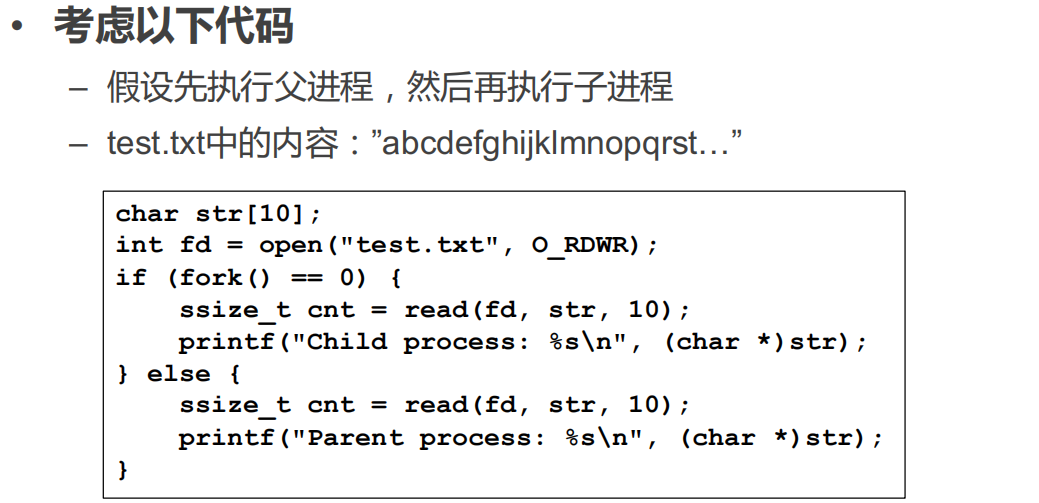 • 考虑以下代码
– 假设先执行父进程，然后再执行子进程
– test.txt中的内容：”abcdefghijklmnopqrst…”
char str[10];
int fd = open("test.txt", O_RDWR);
if (fork() == 0) {
    ssize_t cnt = read(fd, str, 10);
    printf("Child process: %s\n", (char *)str);
} else {
    ssize_t cnt = read(fd, str, 10);
    printf("Parent process: %s\n", (char *)str);
}